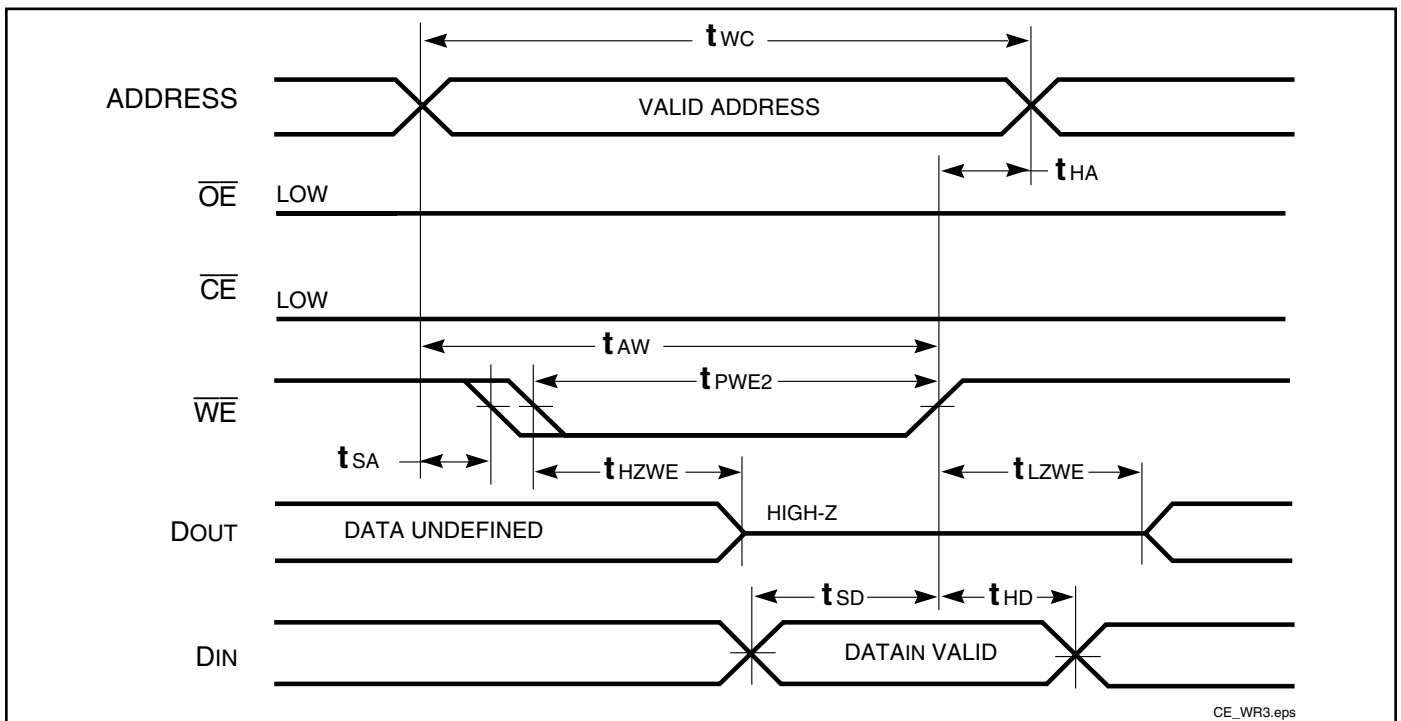 tWC
ADDRESS
VALID ADDRESS
tHA
OE
LOW
CE
LOW
tAW
tPWE2
WE
tSA
tHZWE
tLZWE
DOUT
DATA UNDEFINED
HIGH-Z
tSD
tHD
DIN
DATAIN VALID
CE_WR3.eps